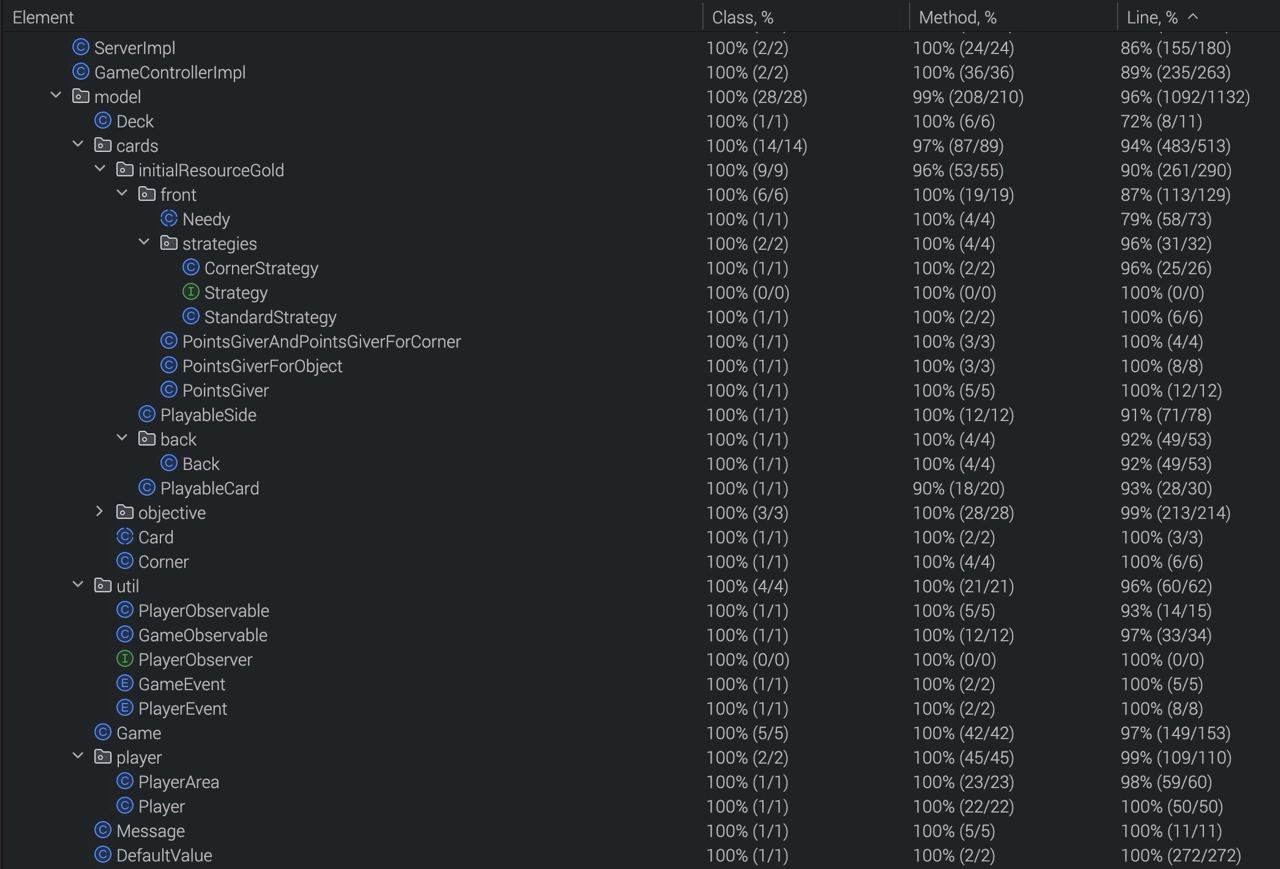 Element Class, % Method, % Line, %
ServerImpl 100% (2/2) 100% (24/24) 86% (155/180)
GameControllerImpl 100% (2/2) 100% (36/36) 89% (235/263)
model 100% (28/28) 99% (208/210) 96% (1092/1132)
Deck 100% (1/1) 100% (6/6) 72% (8/11)
cards 100% (14/14) 97% (87/89) 94% (483/513)
initialResourceGold 100% (9/9) 96% (53/55) 90% (261/290)
front 100% (6/6) 100% (19/19) 87% (113/129)
Needy 100% (1/1) 100% (4/4) 79% (58/73)
strategies 100% (2/2) 100% (4/4) 96% (31/32)
CornerStrategy 100% (1/1) 100% (2/2) 96% (25/26)
Strategy 100% (0/0) 100% (0/0) 100% (0/0)
StandardStrategy 100% (1/1) 100% (2/2) 100% (6/6)
PointsGiverAndPointsGiverForCorner 100% (1/1) 100% (3/3) 100% (4/4)
PointsGiverForObject 100% (1/1) 100% (3/3) 100% (8/8)
PointsGiver 100% (1/1) 100% (5/5) 100% (12/12)
PlayableSide 100% (1/1) 100% (12/12) 91% (71/78)
back 100% (1/1) 100% (4/4) 92% (49/53)
Back 100% (1/1) 100% (4/4) 92% (49/53)
PlayableCard 100% (1/1) 90% (18/20) 93% (28/30)
objective 100% (3/3) 100% (28/28) 99% (213/214)
Card 100% (1/1) 100% (2/2) 100% (3/3)
Corner 100% (1/1) 100% (4/4) 100% (6/6)
util 100% (4/4) 100% (21/21) 96% (60/62)
PlayerObservable 100% (1/1) 100% (5/5) 93% (14/15)
GameObservable 100% (1/1) 100% (12/12) 97% (33/34)
PlayerObserver 100% (0/0) 100% (0/0) 100% (0/0)
GameEvent 100% (1/1) 100% (2/2) 100% (5/5)
PlayerEvent 100% (1/1) 100% (2/2) 100% (8/8)
Game 100% (5/5) 100% (42/42) 97% (149/153)
player 100% (2/2) 100% (45/45) 99% (109/110)
PlayerArea 100% (1/1) 100% (23/23) 98% (59/60)
Player 100% (1/1) 100% (22/22) 100% (50/50)
Message 100% (1/1) 100% (5/5) 100% (11/11)
DefaultValue 100% (1/1) 100% (2/2) 100% (272/272)